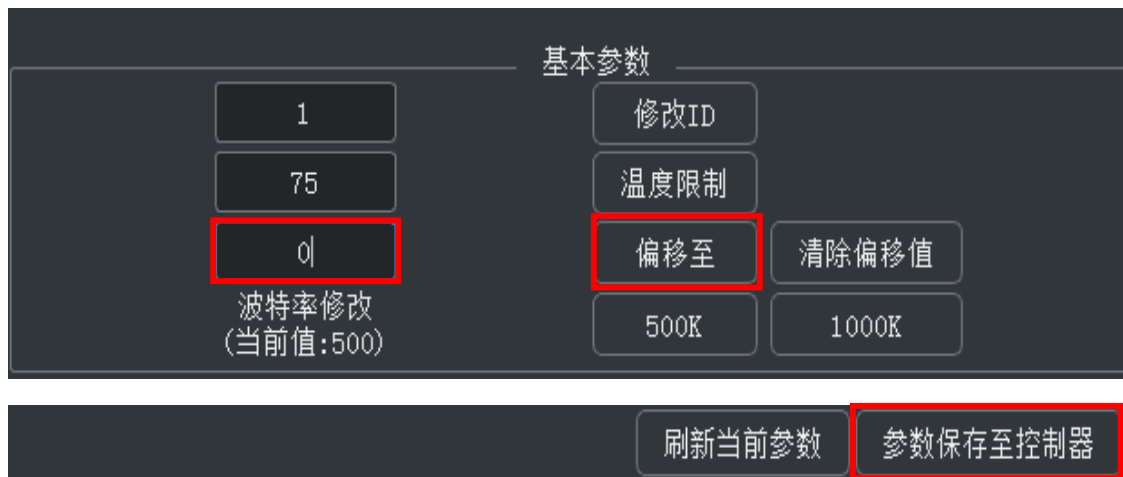 基本参数
1 修改ID
75 温度限制
0 偏移至 清除偏移值
波特率修改
(当前值:500) 500K 1000K
刷新当前参数 参数保存至控制器